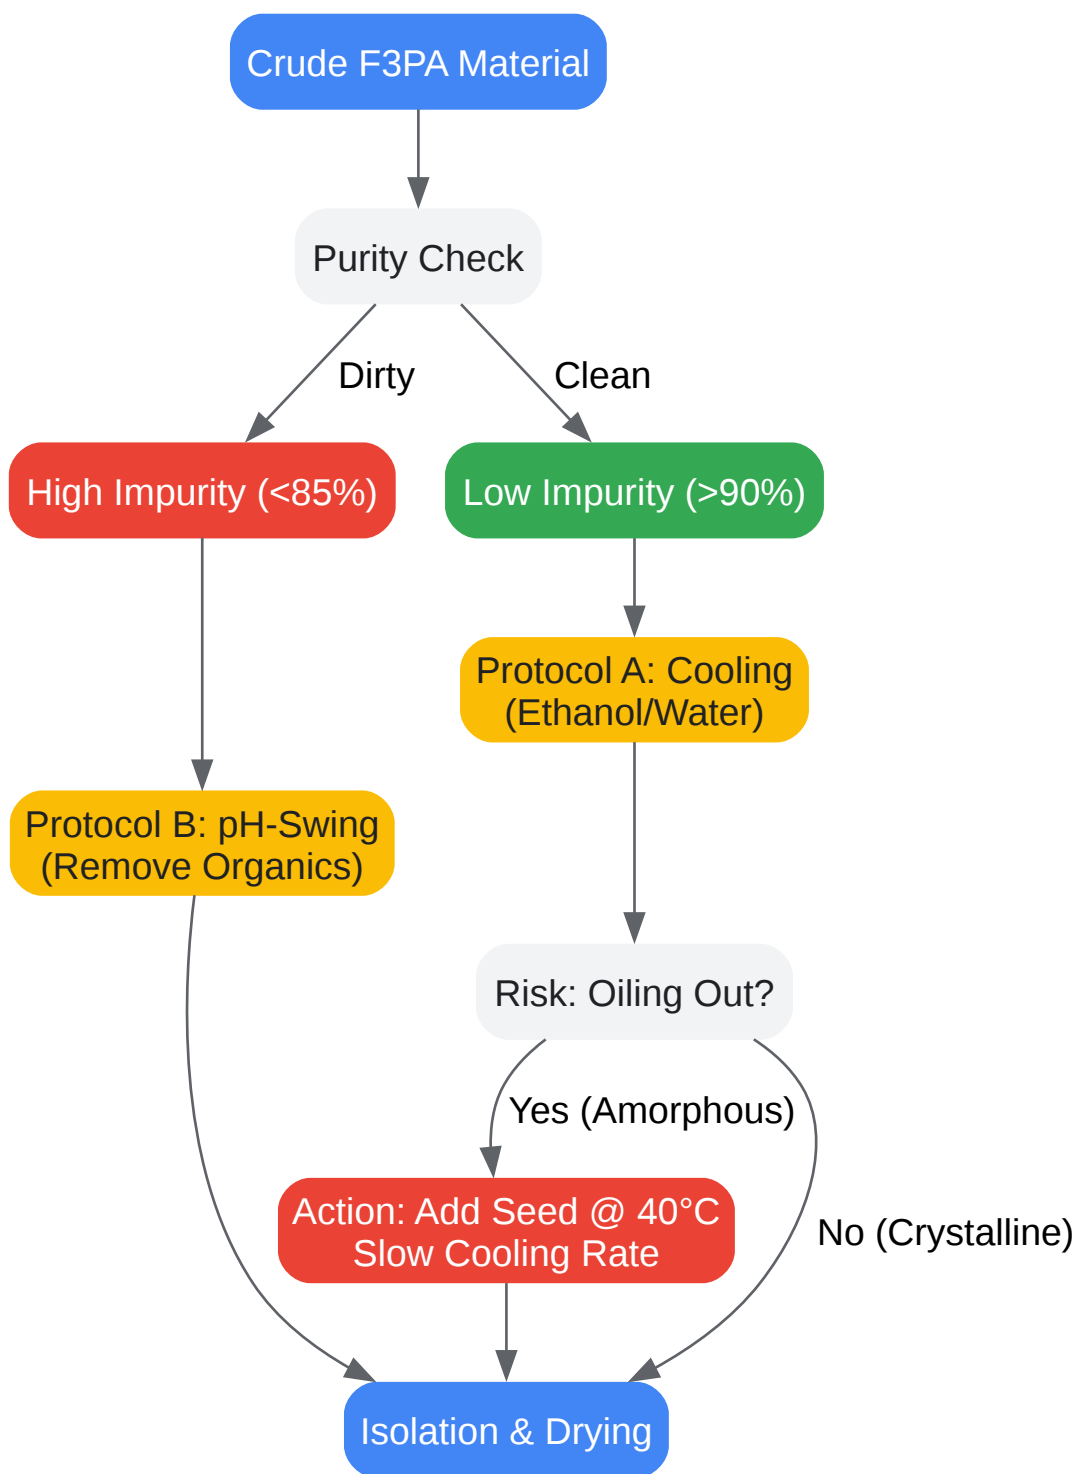 Crude F3PA Material
Purity Check
Dirty
Clean
High Impurity (<85%)
Low Impurity (>90%)
Protocol A: Cooling
(Ethanol/Water)
Protocol B: pH-Swing
(Remove Organics)
Risk: Oiling Out?
Yes (Amorphous)
Action: Add Seed @ 40°C
Slow Cooling Rate
No (Crystalline)
Isolation & Drying